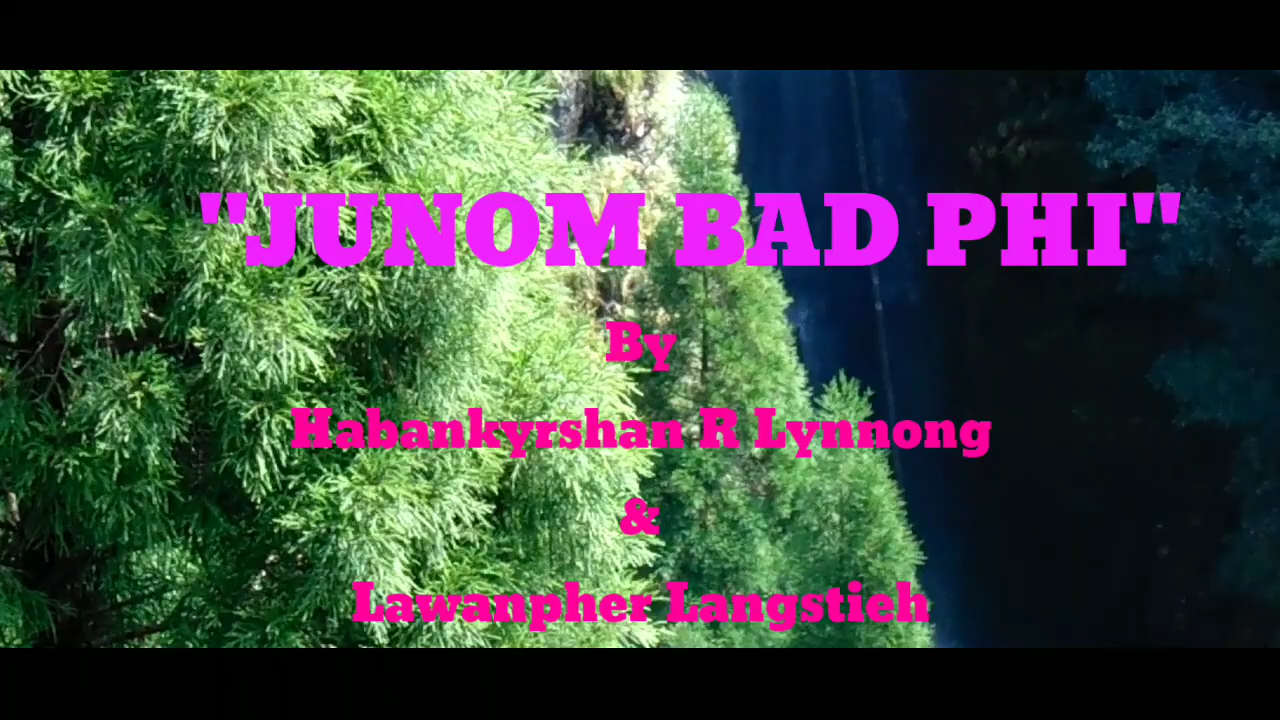 "JUNOM BAD PHI"
By
Habankyrshan R Lynnong
&
Lawanpher Langstieh